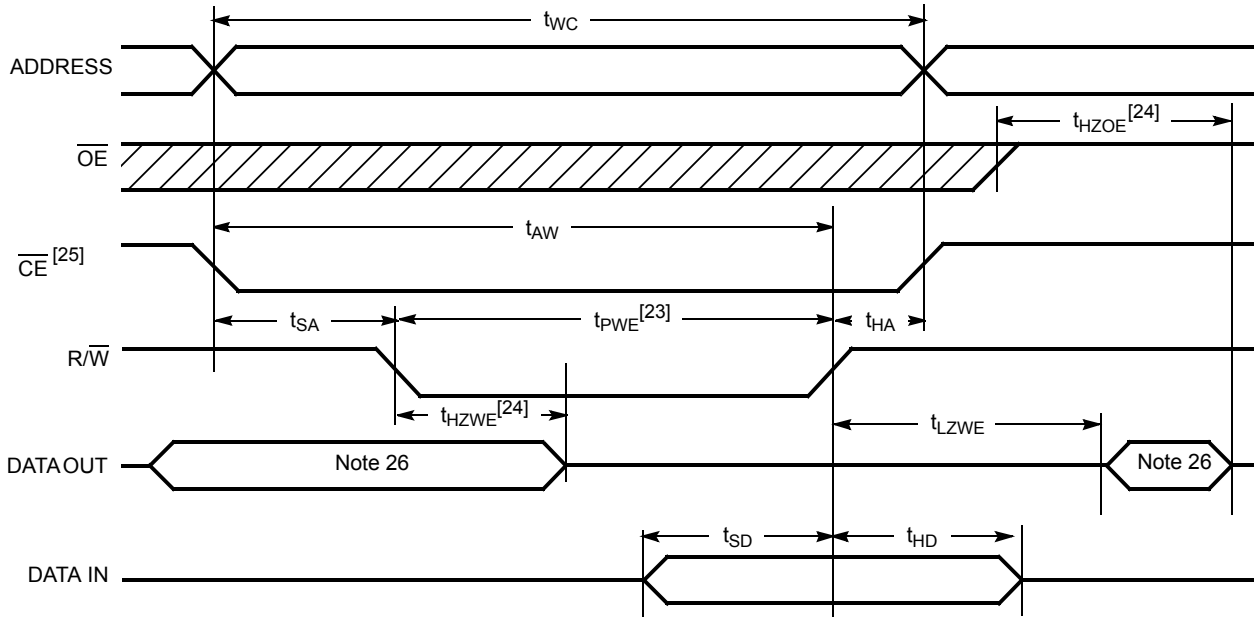 tWC
ADDRESS
tHZOE[24]
OE
tAW
CE [25]
tSA
tPWE[23]
tHA
R/W
tHZWE[24]
tLZWE
DATA OUT
Note 26
Note 26
tSD
tHD
DATA IN